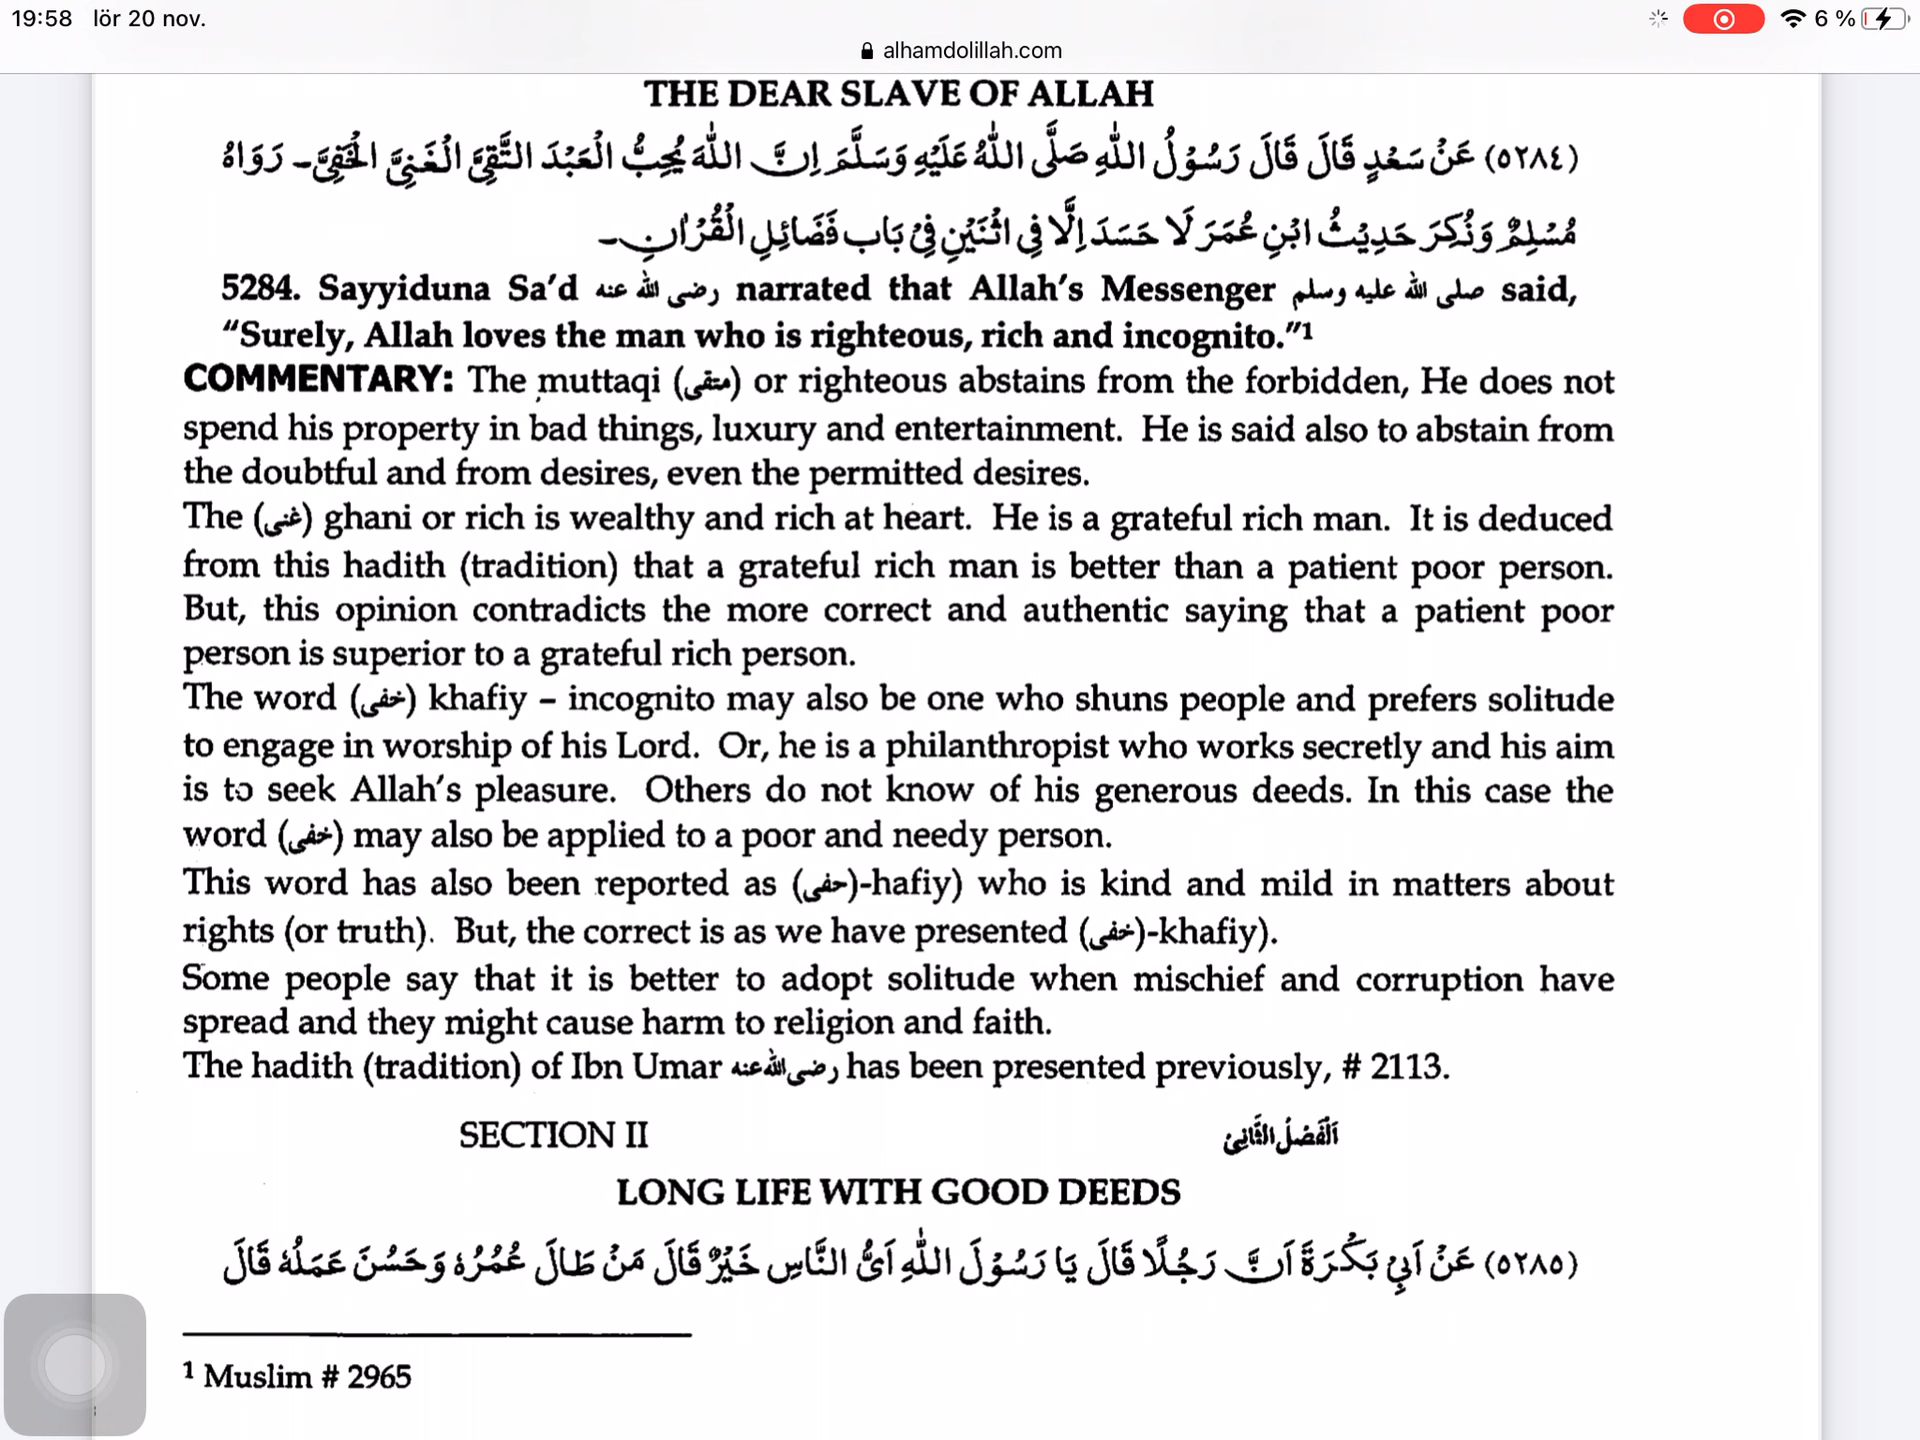 19:58 lör 20 nov. 6 %
alhamdolillah.com
THE DEAR SLAVE OF ALLAH
(٥٢٨٤) عَنْ سَعْدٍ قَالَ قَالَ رَسُوْلُ اللّٰهِ صَلَّى اللّٰهُ عَلَيْهِ وَسَلَّمَ اِنَّ اللّٰهَ يُحِبُّ الْعَبْدَ التَّقِيَّ الْغَنِيَّ الْخَفِيَّ۔ رَوَاهُ
مُسْلِمٌ وَذُكِرَ حَدِيْثُ ابْنِ عُمَرَ لَا حَسَدَ اِلَّا فِي اثْنَيْنِ فِيْ بَاب فَضَائِلِ الْقُرْاٰنِ۔
5284. Sayyiduna Sa’d رضى الله عنه narrated that Allah’s Messenger صلى الله عليه وسلم said,
“Surely, Allah loves the man who is righteous, rich and incognito.”¹
COMMENTARY: The muttaqi (متقى) or righteous abstains from the forbidden, He does not
spend his property in bad things, luxury and entertainment. He is said also to abstain from
the doubtful and from desires, even the permitted desires.
The (غنى) ghani or rich is wealthy and rich at heart. He is a grateful rich man. It is deduced
from this hadith (tradition) that a grateful rich man is better than a patient poor person.
But, this opinion contradicts the more correct and authentic saying that a patient poor
person is superior to a grateful rich person.
The word (خفى) khafiy – incognito may also be one who shuns people and prefers solitude
to engage in worship of his Lord. Or, he is a philanthropist who works secretly and his aim
is to seek Allah’s pleasure. Others do not know of his generous deeds. In this case the
word (خفى) may also be applied to a poor and needy person.
This word has also been reported as (حفى)-hafiy) who is kind and mild in matters about
rights (or truth). But, the correct is as we have presented (خفى)-khafiy).
Some people say that it is better to adopt solitude when mischief and corruption have
spread and they might cause harm to religion and faith.
The hadith (tradition) of Ibn Umar رضى الله عنه has been presented previously, # 2113.
SECTION II اَلْفَصْلُ الثَّانِيْ
LONG LIFE WITH GOOD DEEDS
(٥٢٨٥) عَنْ اَبِيْ بَكْرَةَ اَنَّ رَجُلًا قَالَ يَا رَسُوْلَ اللّٰهِ اَيُّ النَّاسِ خَيْرٌ قَالَ مَنْ طَالَ عُمُرُهٗ وَحَسُنَ عَمَلُهٗ قَالَ
¹ Muslim # 2965